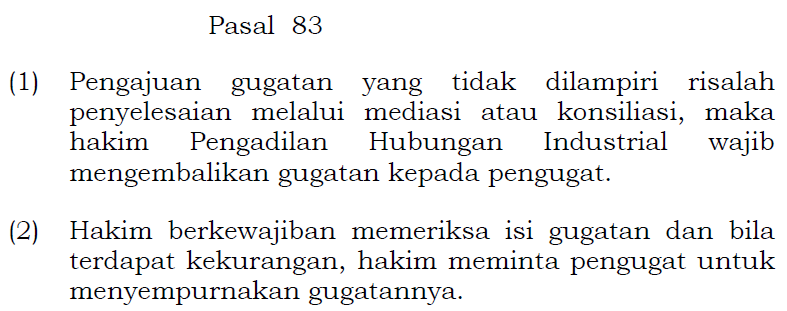 Pasal 83
(1) Pengajuan gugatan yang tidak dilampiri risalah
penyelesaian melalui mediasi atau konsiliasi, maka
hakim Pengadilan Hubungan Industrial wajib
mengembalikan gugatan kepada pengugat.
(2) Hakim berkewajiban memeriksa isi gugatan dan bila
terdapat kekurangan, hakim meminta pengugat untuk
menyempurnakan gugatannya.